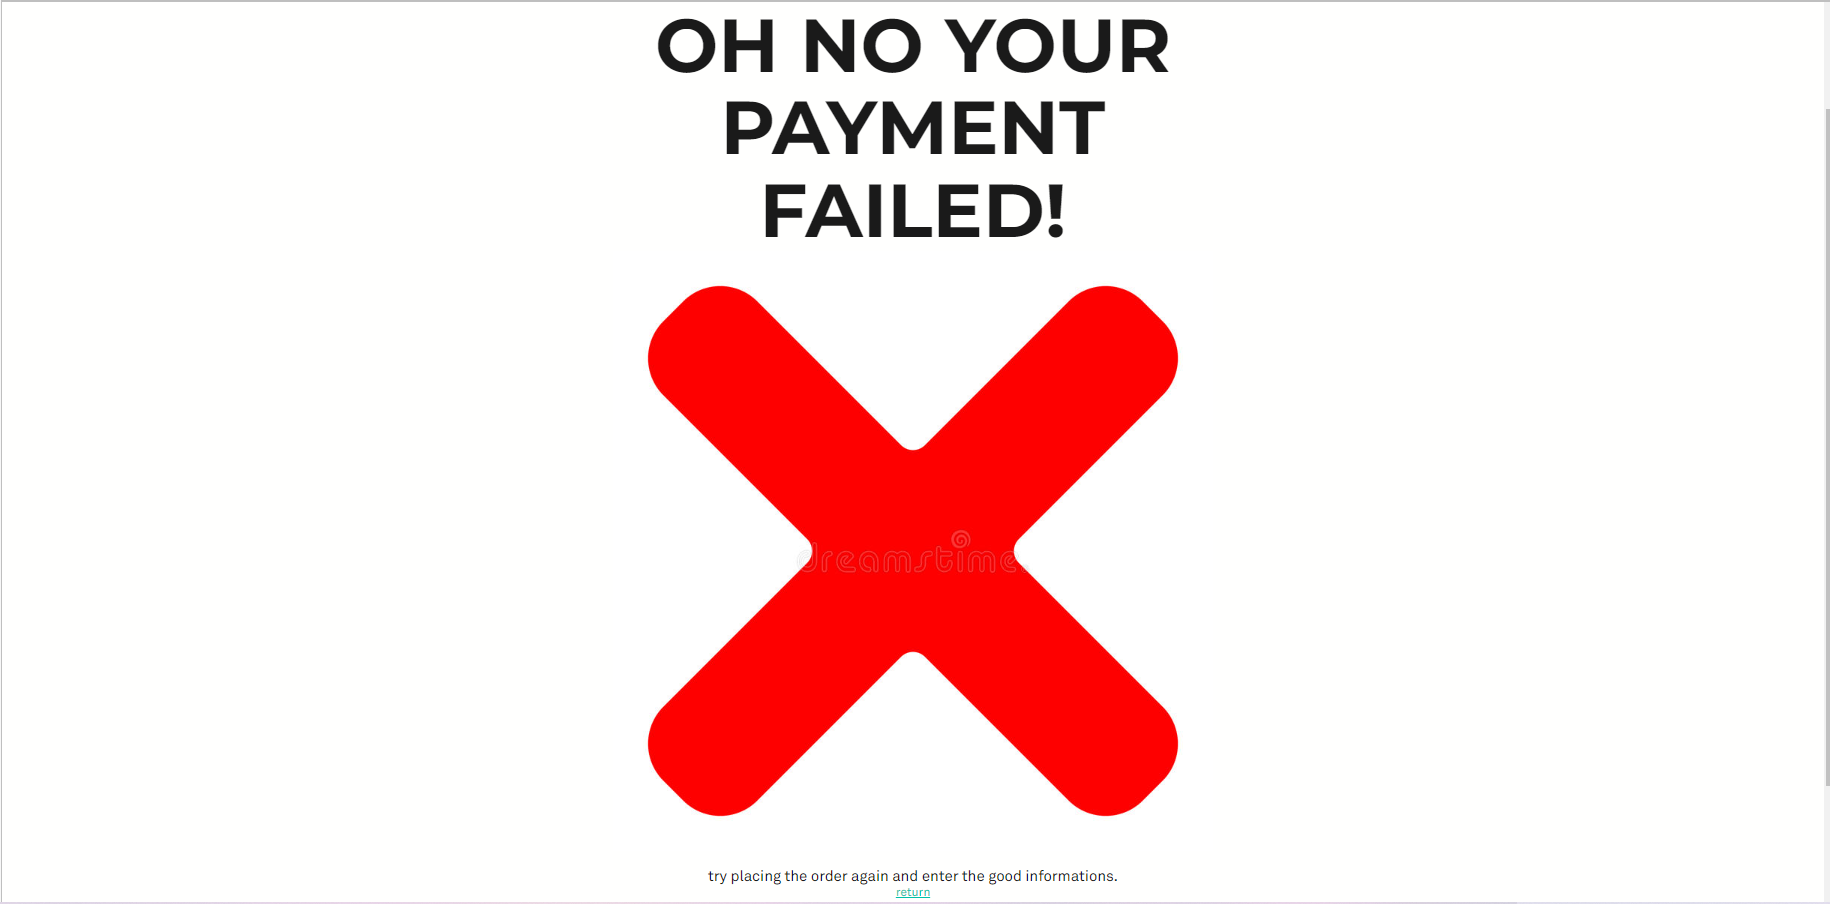 OH NO YOUR
PAYMENT
FAILED!
dreamstime
try placing the order again and enter the good informations.
return